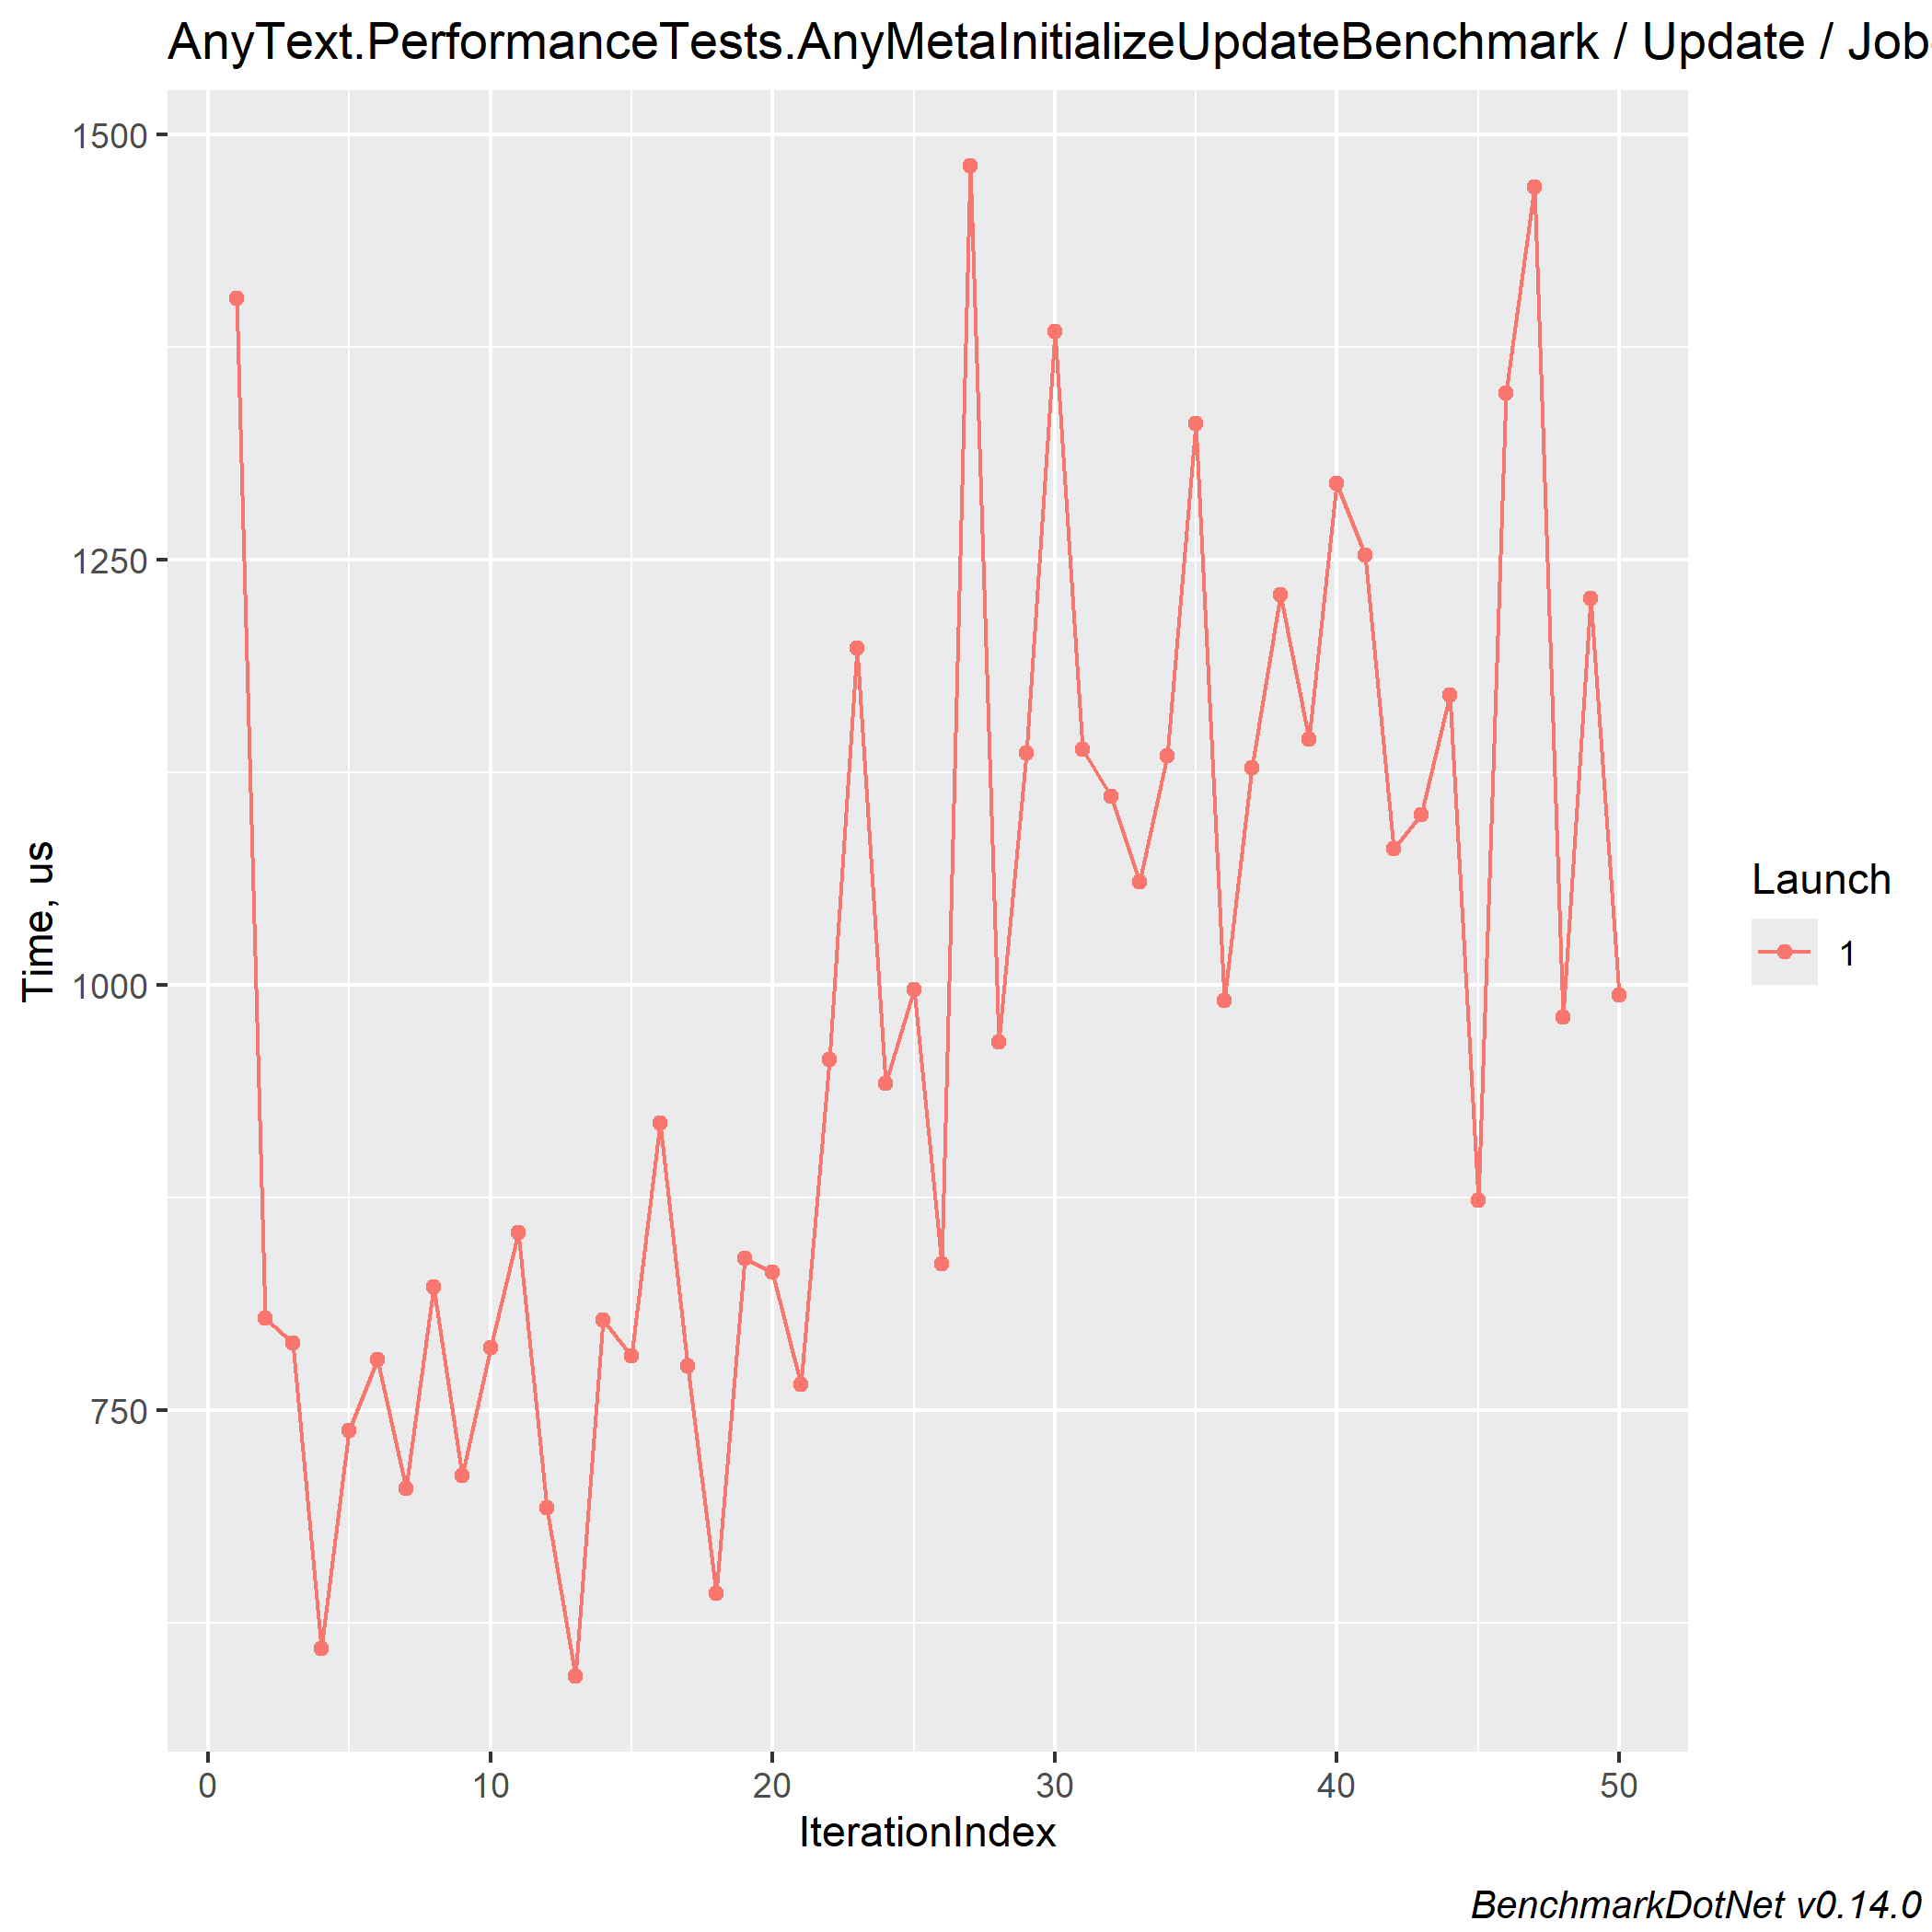 AnyText.PerformanceTests.AnyMetaInitializeUpdateBenchmark / Update / Job
1500
1250
1000
750
Time, us
0 10 20 30 40 50
IterationIndex
Launch
1
BenchmarkDotNet v0.14.0